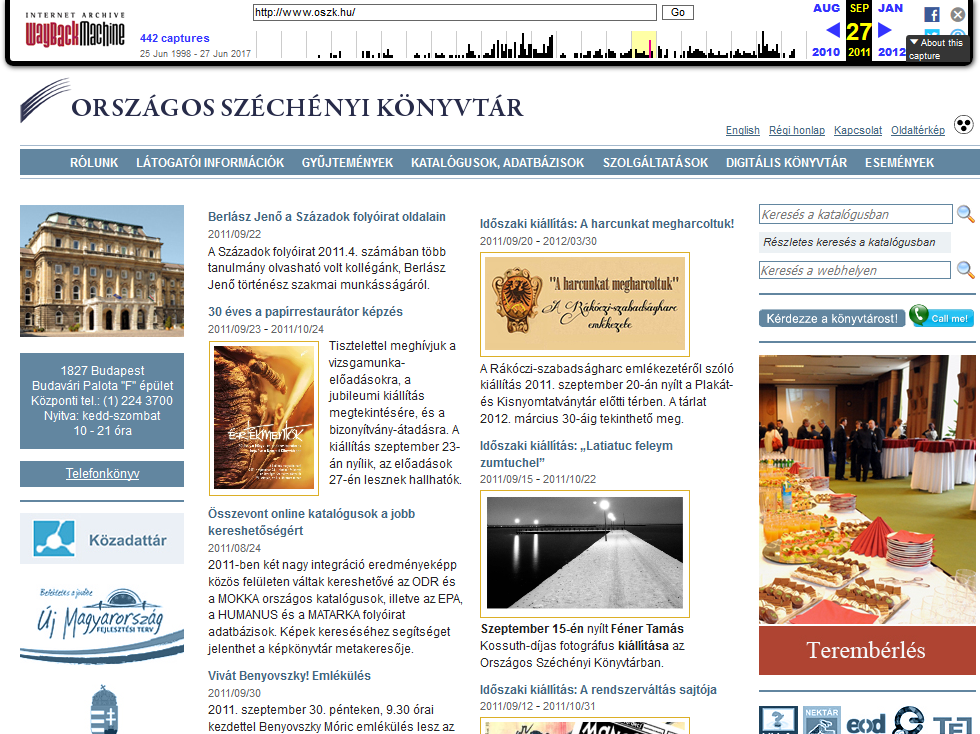 INTERNET ARCHIVE
WayBackMachine
http://www.oszk.hu/
Go
442 captures
25 Jun 1998 - 27 Jun 2017
AUG SEP JAN
27
2010 2011 2012
▼ About this
capture
ORSZÁGOS SZÉCHÉNYI KÖNYVTÁR
English Régi honlap Kapcsolat Oldaltérkép
RÓLUNK LÁTOGATÓI INFORMÁCIÓK GYŰJTEMÉNYEK KATALÓGUSOK, ADATBÁZISOK SZOLGÁLTATÁSOK DIGITÁLIS KÖNYVTÁR ESEMÉNYEK
1827 Budapest
Budavári Palota "F" épület
Központi tel.: (1) 224 3700
Nyitva: kedd-szombat
10 - 21 óra
Telefonkönyv
Közadattár
Befektetés a jövőbe
Új Magyarország
FEJLESZTÉSI TERV
Berlász Jenő a Századok folyóirat oldalain
2011/09/22
A Századok folyóirat 2011.4. számában több
tanulmány olvasható volt kollégánk, Berlász
Jenő történész szakmai munkásságáról.
30 éves a papírrestaurátor képzés
2011/09/23 - 2011/10/24
ÉRTÉKMENTŐK
Tisztelettel meghívjuk a
vizsgamunka-
előadásokra, a
jubileumi kiállítás
megtekintésére, és a
bizonyítvány-átadásra. A
kiállítás szeptember 23-
án nyílik, az előadások
27-én lesznek hallhatók.
Összevont online katalógusok a jobb
kereshetőségért
2011/08/24
2011-ben két nagy integráció eredményeképp
közös felületen váltak kereshetővé az ODR és
a MOKKA országos katalógusok, illetve az EPA,
a HUMANUS és a MATARKA folyóirat
adatbázisok. Képek kereséséhez segítséget
jelenthet a képkönyvtár metakeresője.
Vivát Benyovszky! Emlékülés
2011/09/30
2011. szeptember 30. pénteken, 9.30 órai
kezdettel Benyovszky Móric emlékülés lesz az
Időszaki kiállítás: A harcunkat megharcoltuk!
2011/09/20 - 2012/03/30
"A harcunkat megharcoltuk"
A Rákóczi-szabadságharc
emlékezete
A Rákóczi-szabadságharc emlékezetéről szóló
kiállítás 2011. szeptember 20-án nyílt a Plakát-
és Kisnyomtatványtár előtti térben. A tárlat
2012. március 30-áig tekinthető meg.
Időszaki kiállítás: „Latiatuc feleym
zumtuchel”
2011/09/15 - 2011/10/22
Szeptember 15-én nyílt Féner Tamás
Kossuth-díjas fotográfus kiállítása az
Országos Széchényi Könyvtárban.
Időszaki kiállítás: A rendszerváltás sajtója
2011/09/12 - 2011/10/31
Keresés a katalógusban
Részletes keresés a katalógusban
Keresés a webhelyen
Kérdezze a könyvtárost!
Call me!
Terembérlés
NEKTÁR
eod
TEL